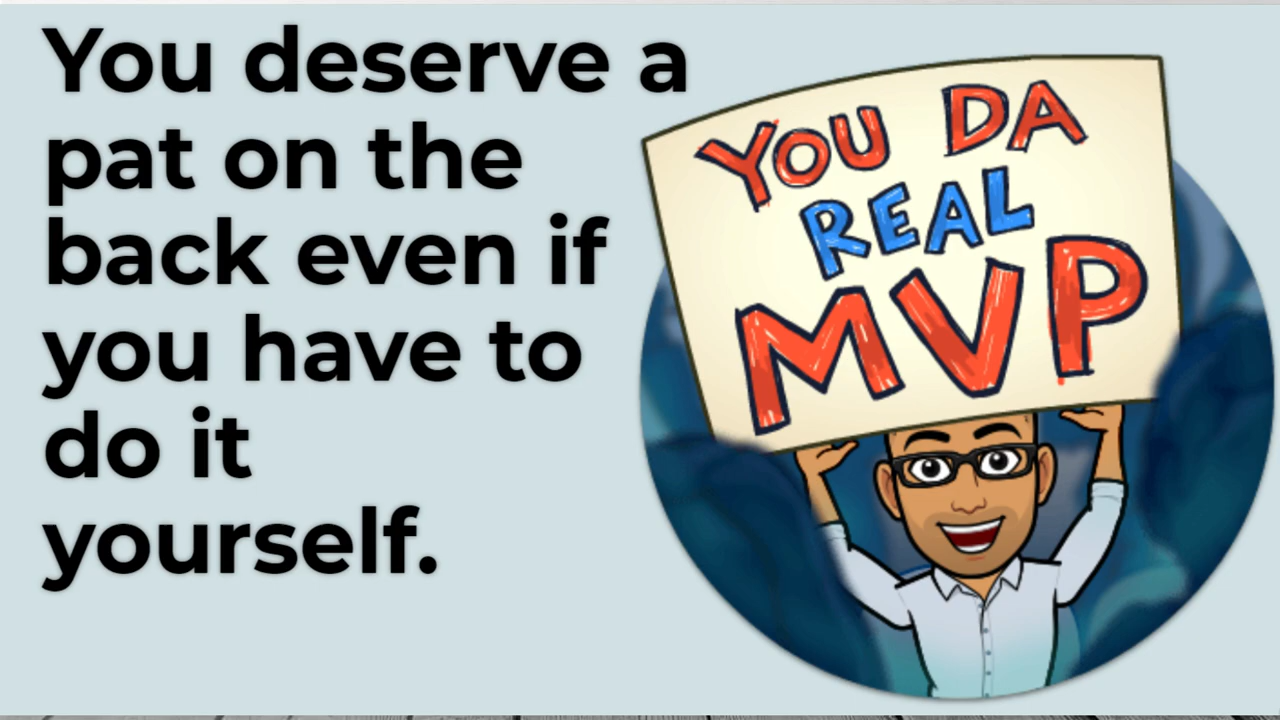 You deserve a
pat on the
back even if
you have to
do it
yourself.
YOU DA
REAL
MVP